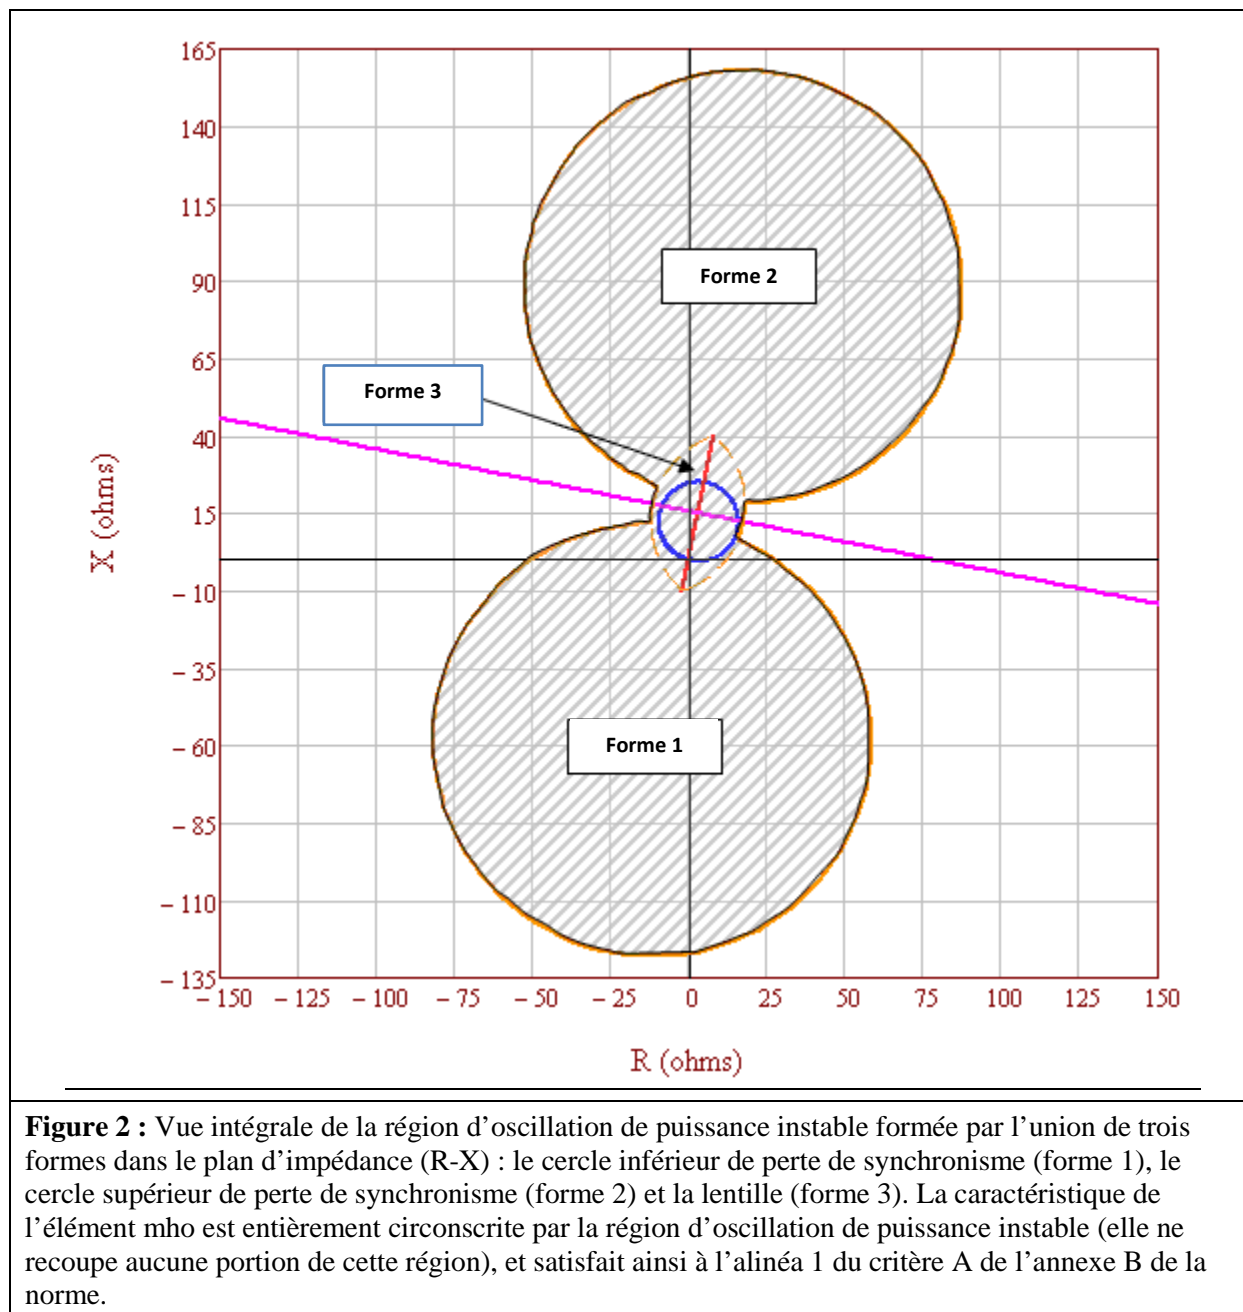 165
140
115
90
65
40
15
– 10
– 35
– 60
– 85
– 110
– 135
X (ohms)
Forme 2
Forme 3
Forme 1
– 150 – 125 – 100 – 75 – 50 – 25 0 25 50 75 100 125 150
R (ohms)
Figure 2 : Vue intégrale de la région d’oscillation de puissance instable formée par l’union de trois
formes dans le plan d’impédance (R-X) : le cercle inférieur de perte de synchronisme (forme 1), le
cercle supérieur de perte de synchronisme (forme 2) et la lentille (forme 3). La caractéristique de
l’élément mho est entièrement circonscrite par la région d’oscillation de puissance instable (elle ne
recoupe aucune portion de cette région), et satisfait ainsi à l’alinéa 1 du critère A de l’annexe B de la
norme.